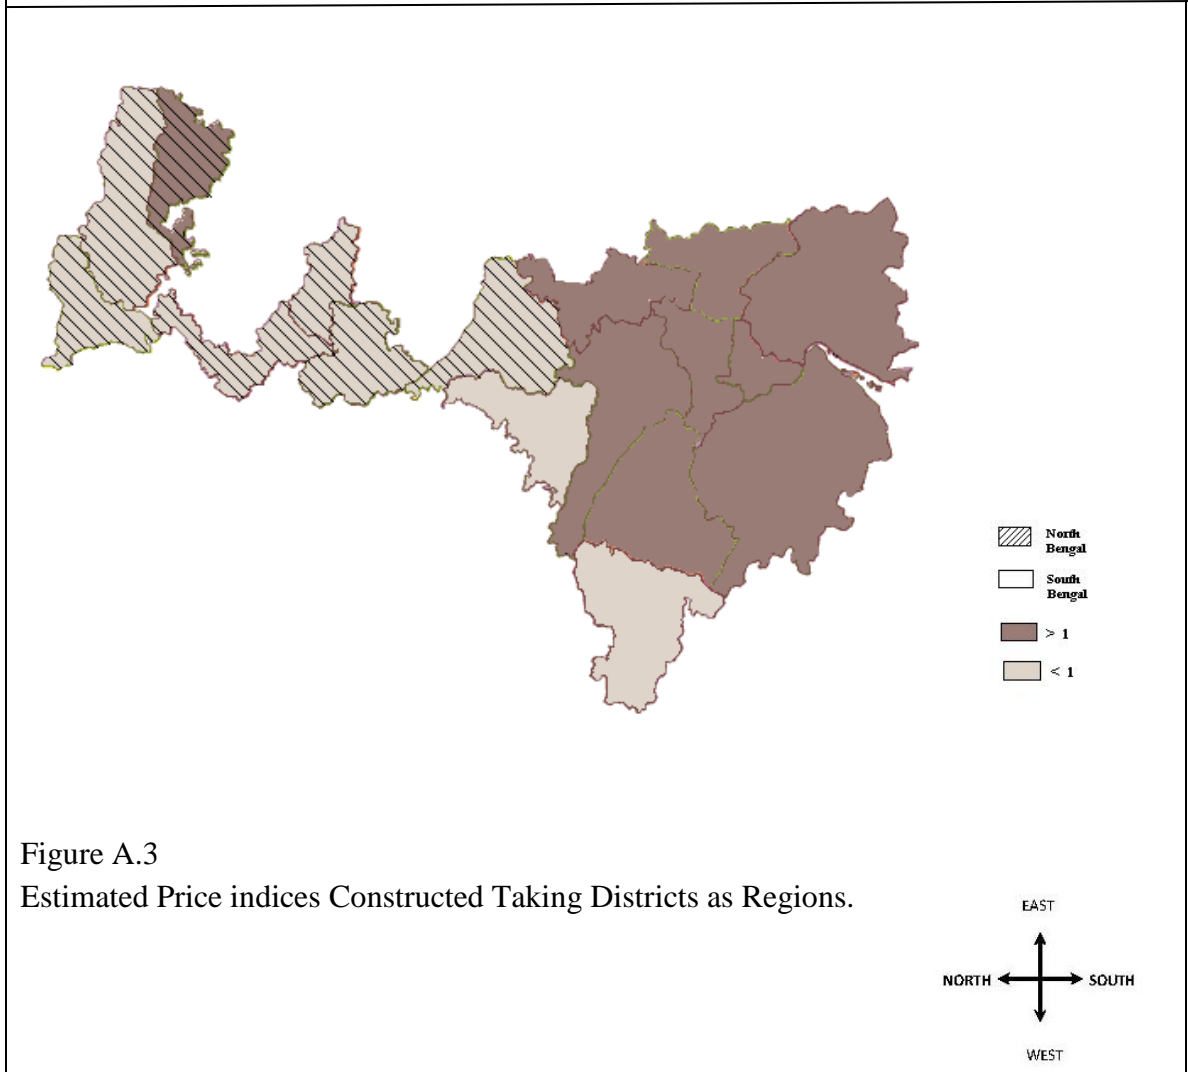 North
Bengal
South
Bengal
> 1
< 1
Figure A.3
Estimated Price indices Constructed Taking Districts as Regions.
EAST
NORTH
SOUTH
WEST